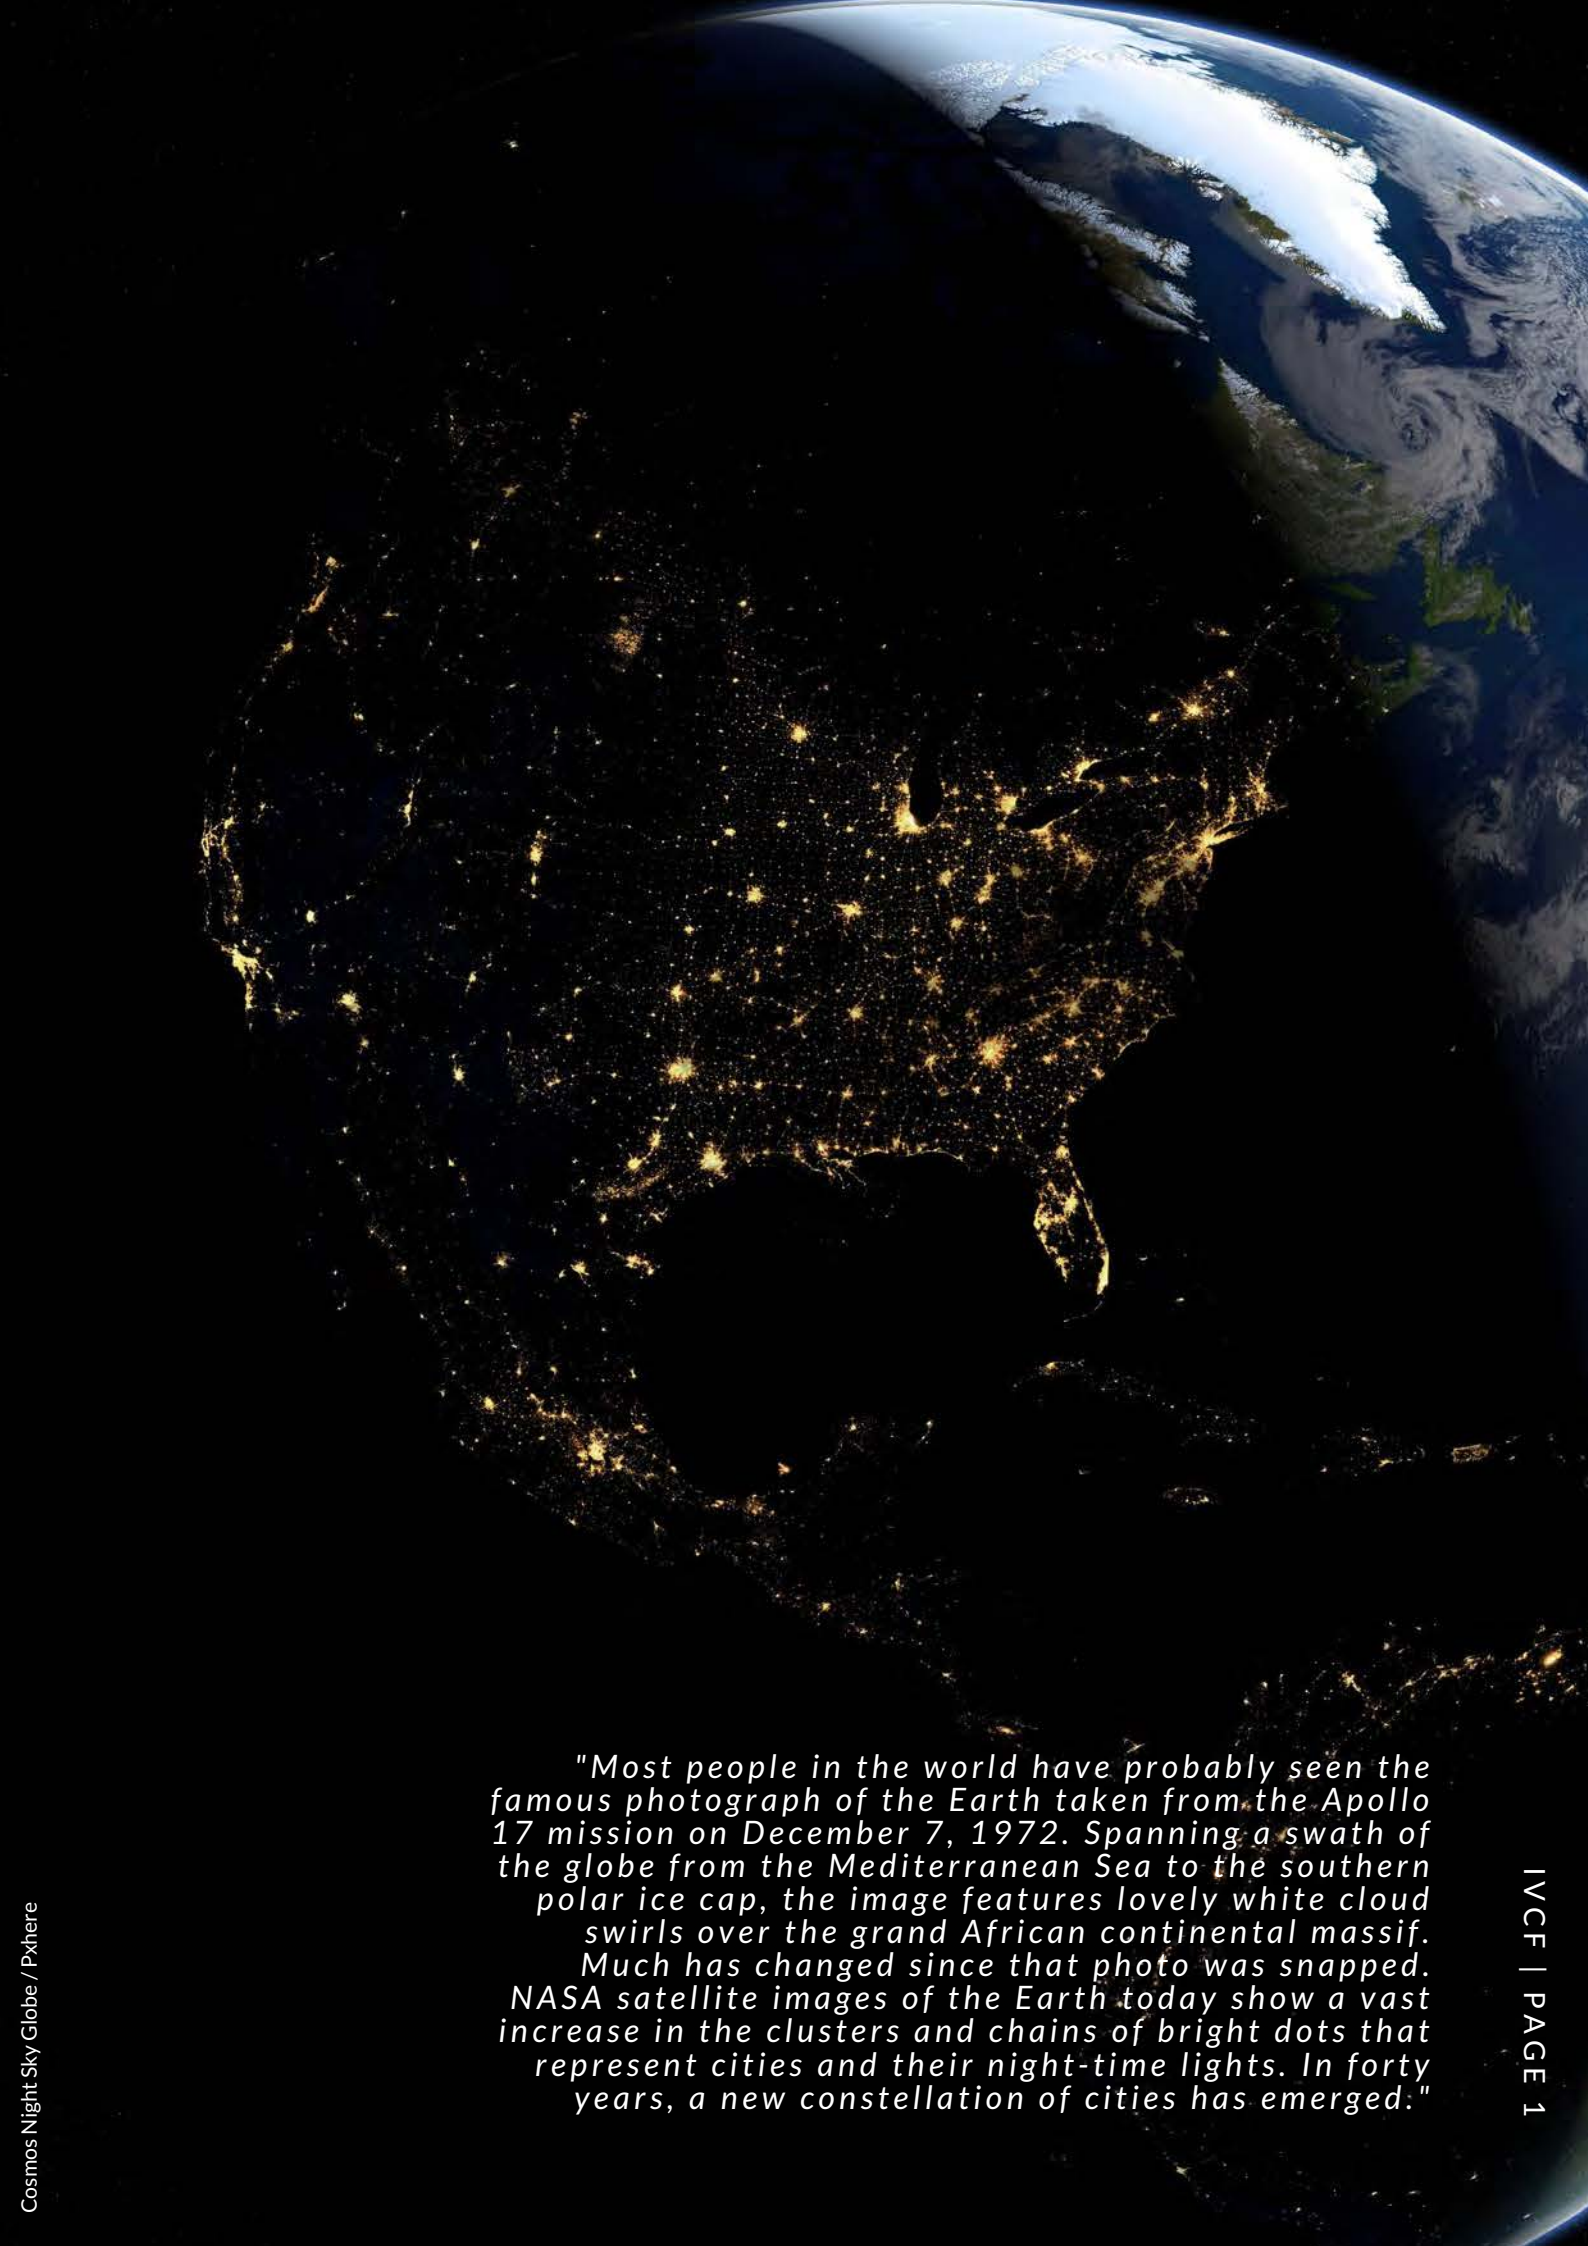 "Most people in the world have probably seen the
famous photograph of the Earth taken from the Apollo
17 mission on December 7, 1972. Spanning a swath of
the globe from the Mediterranean Sea to the southern
polar ice cap, the image features lovely white cloud
swirls over the grand African continental massif.
Much has changed since that photo was snapped.
NASA satellite images of the Earth today show a vast
increase in the clusters and chains of bright dots that
represent cities and their night-time lights. In forty
years, a new constellation of cities has emerged:"
IVCF | PAGE 1
Cosmos Night Sky Globe / Pxhere